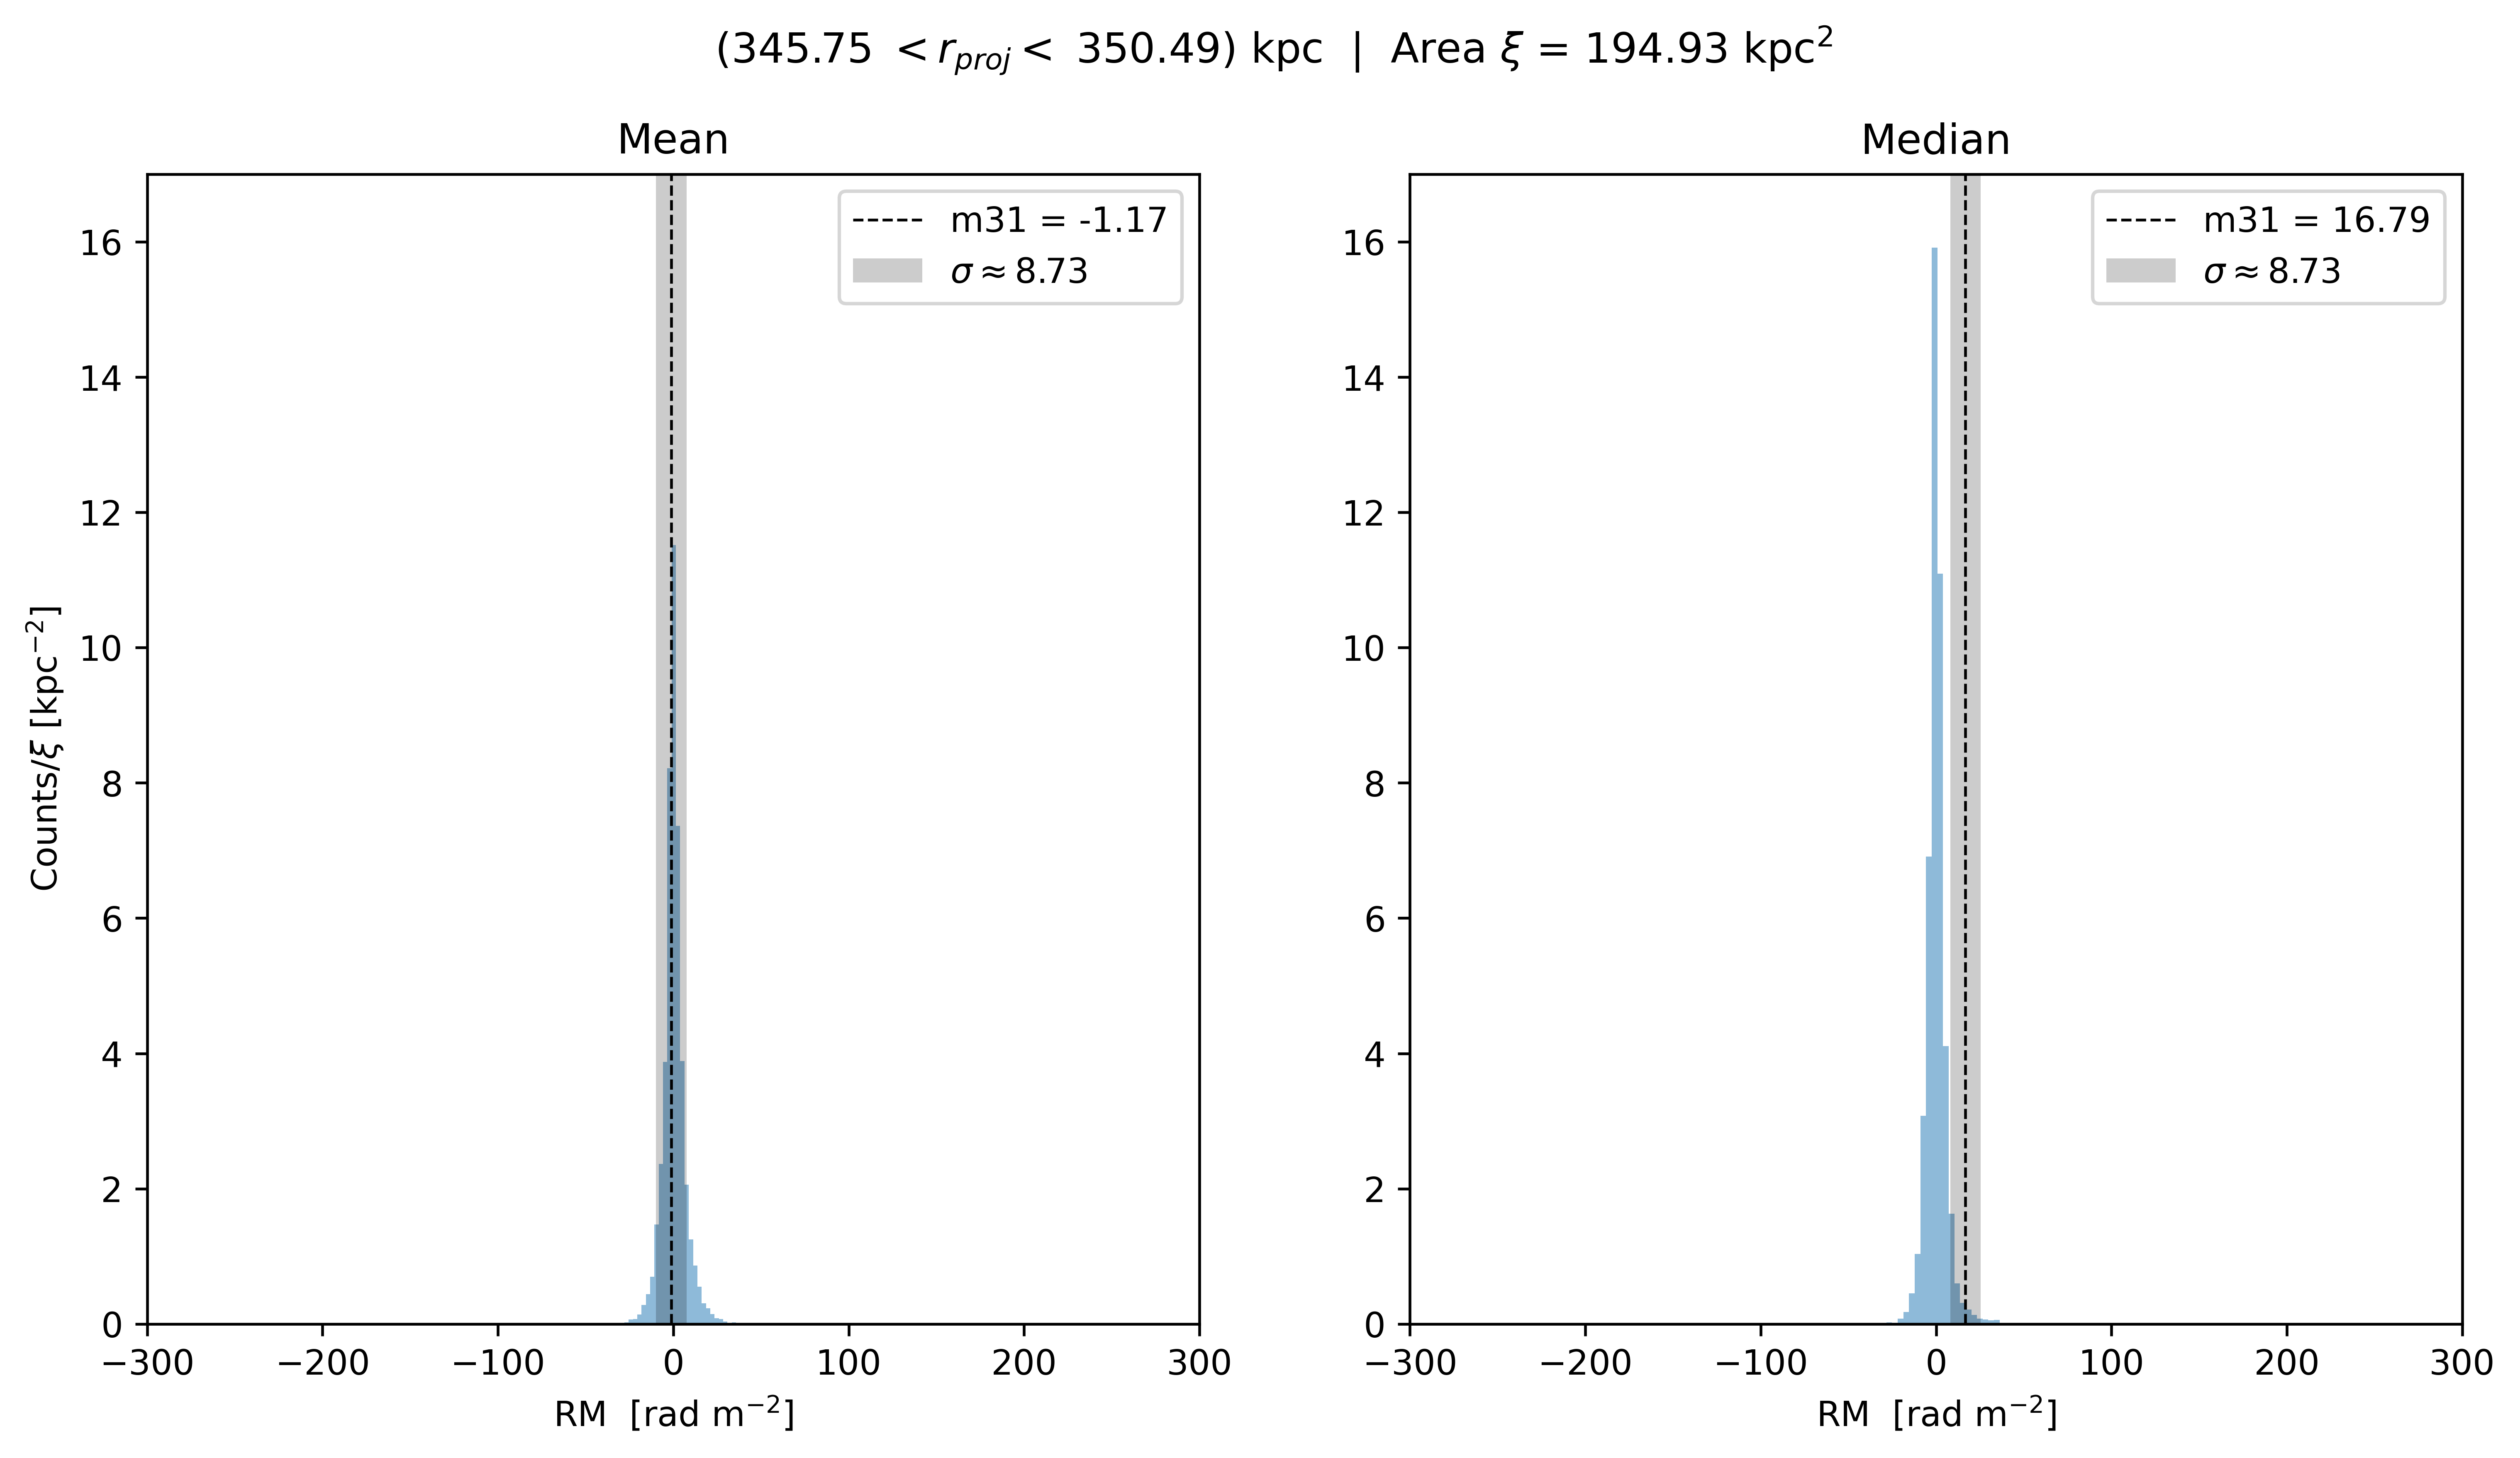 (345.75 < r_proj < 350.49) kpc | Area ξ = 194.93 kpc²
Mean
m31 = -1.17
σ ≈ 8.73
16
14
12
10
8
6
4
2
0
Counts/ξ [kpc⁻²]
−300 −200 −100 0 100 200 300
RM [rad m⁻²]
Median
m31 = 16.79
σ ≈ 8.73
16
14
12
10
8
6
4
2
0
−300 −200 −100 0 100 200 300
RM [rad m⁻²]